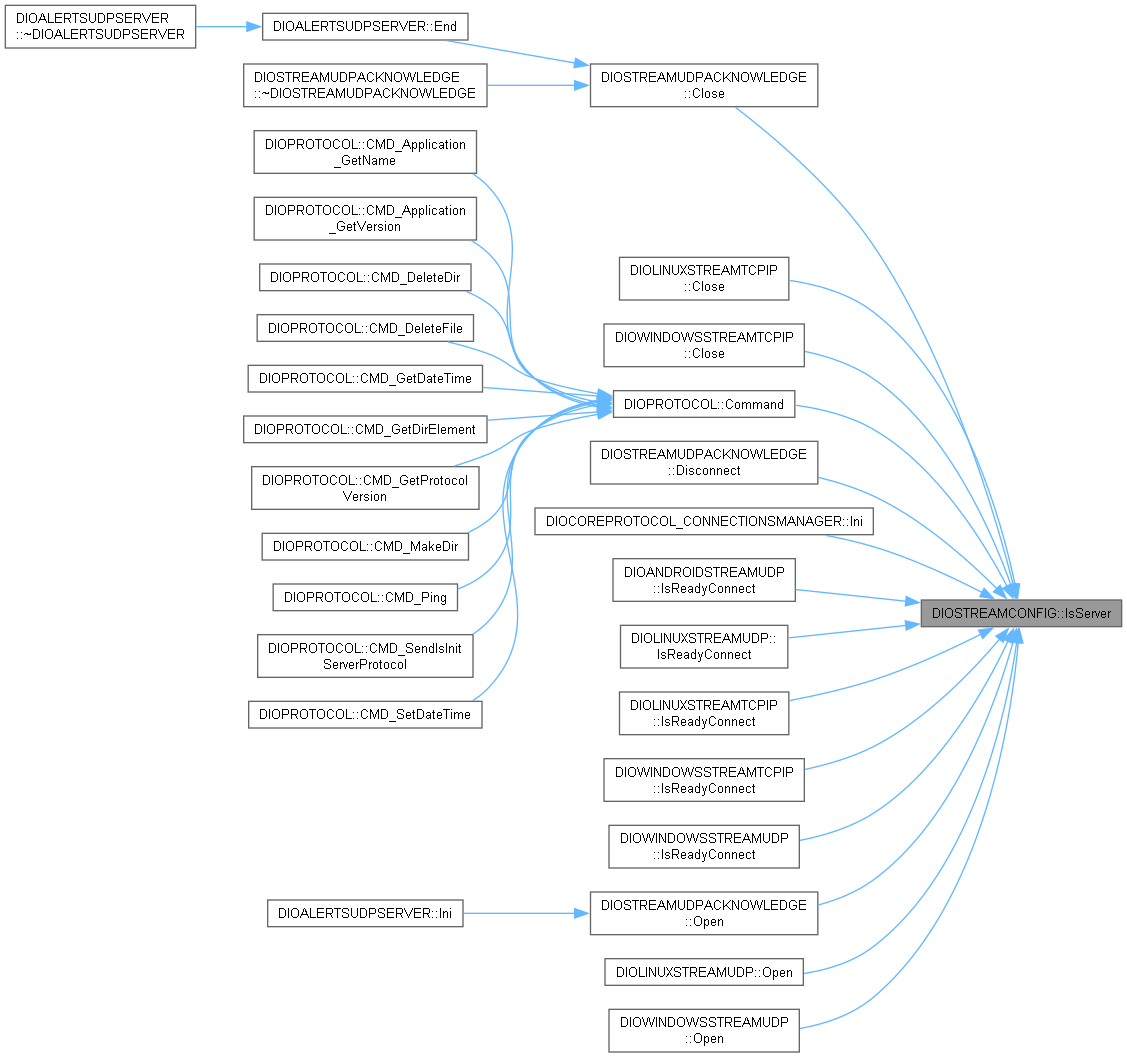 DIOALERTSUDPSERVER
::~DIOALERTSUDPSERVER
DIOALERTSUDPSERVER::End
DIOSTREAMUDPACKNOWLEDGE
::~DIOSTREAMUDPACKNOWLEDGE
DIOSTREAMUDPACKNOWLEDGE
::Close
DIOPROTOCOL::CMD_Application
_GetName
DIOPROTOCOL::CMD_Application
_GetVersion
DIOPROTOCOL::CMD_DeleteDir
DIOPROTOCOL::CMD_DeleteFile
DIOPROTOCOL::CMD_GetDateTime
DIOPROTOCOL::CMD_GetDirElement
DIOPROTOCOL::CMD_GetProtocol
Version
DIOPROTOCOL::CMD_MakeDir
DIOPROTOCOL::CMD_Ping
DIOPROTOCOL::CMD_SendIsInit
ServerProtocol
DIOPROTOCOL::CMD_SetDateTime
DIOALERTSUDPSERVER::Ini
DIOLINUXSTREAMTCPIP
::Close
DIOWINDOWSSTREAMTCPIP
::Close
DIOPROTOCOL::Command
DIOSTREAMUDPACKNOWLEDGE
::Disconnect
DIOCOREPROTOCOL_CONNECTIONSMANAGER::Ini
DIOANDROIDSTREAMUDP
::IsReadyConnect
DIOLINUXSTREAMUDP::
IsReadyConnect
DIOLINUXSTREAMTCPIP
::IsReadyConnect
DIOWINDOWSSTREAMTCPIP
::IsReadyConnect
DIOWINDOWSSTREAMUDP
::IsReadyConnect
DIOSTREAMUDPACKNOWLEDGE
::Open
DIOLINUXSTREAMUDP::Open
DIOWINDOWSSTREAMUDP
::Open
DIOSTREAMCONFIG::IsServer